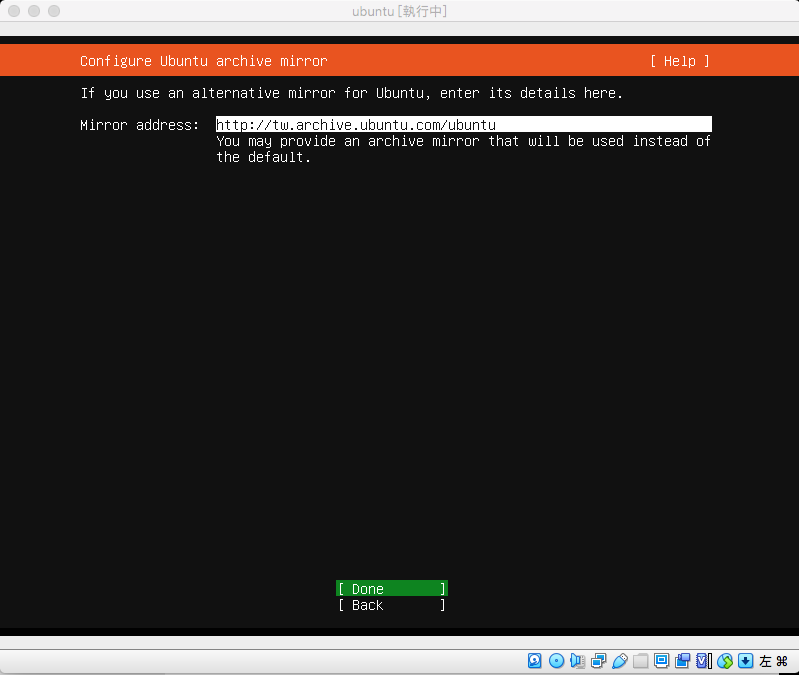 ubuntu [執行中]
Configure Ubuntu archive mirror [ Help ]
If you use an alternative mirror for Ubuntu, enter its details here.
Mirror address: http://tw.archive.ubuntu.com/ubuntu
You may provide an archive mirror that will be used instead of
the default.
[ Done ]
[ Back ]
左 ⌘